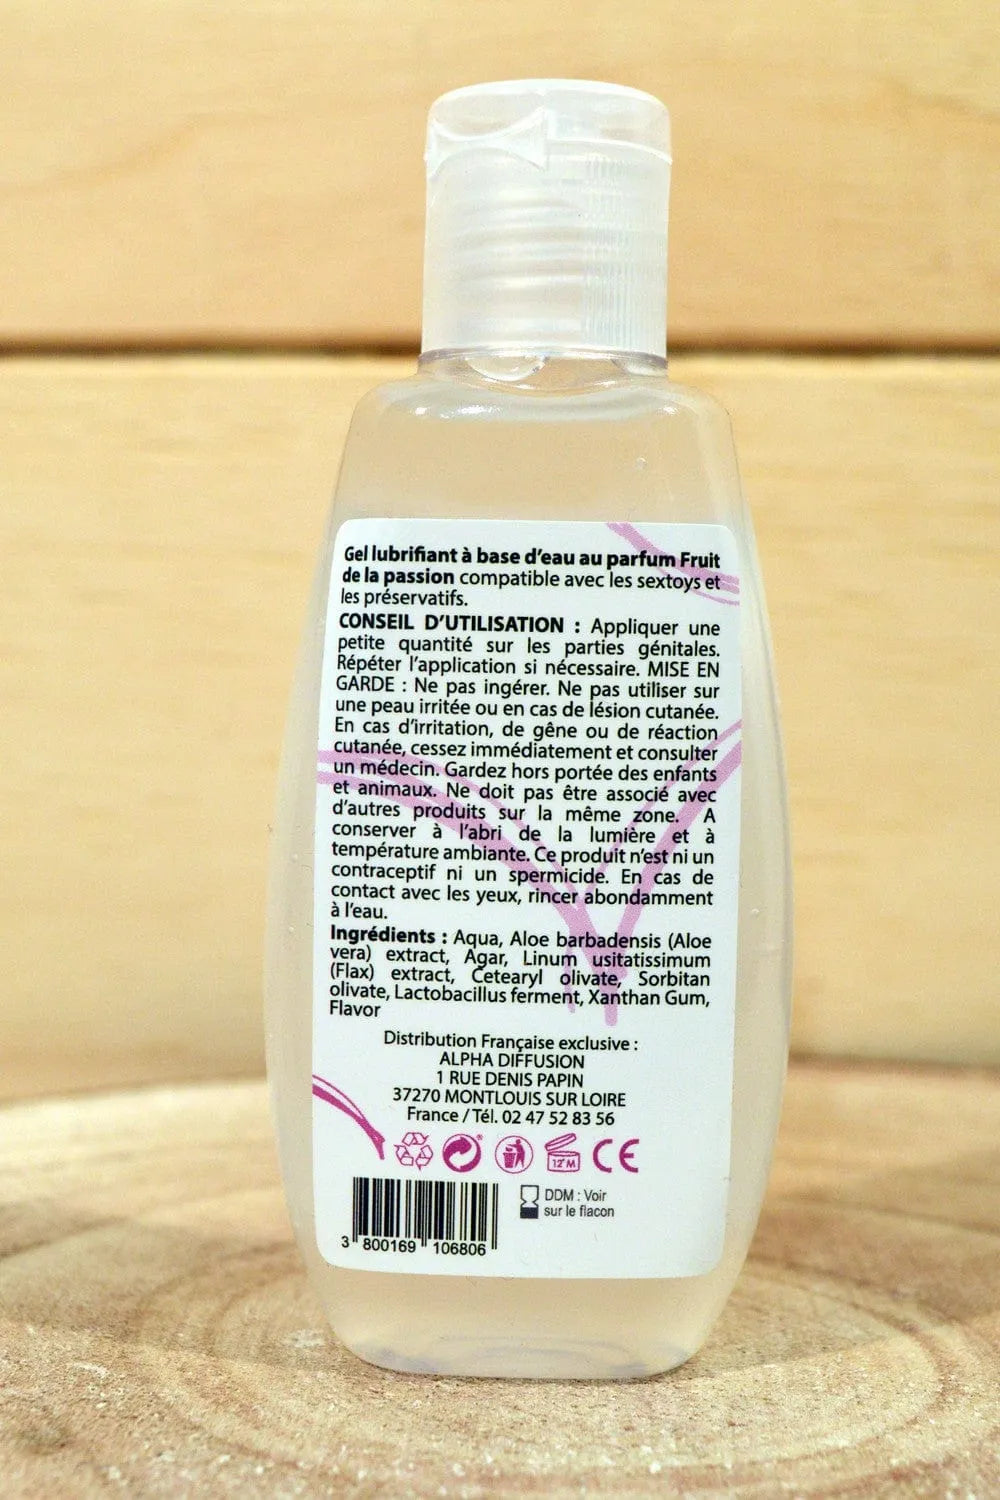 Gel lubrifiant à base d'eau au parfum Fruit
de la passion compatible avec les sextoys et
les préservatifs.
CONSEIL D'UTILISATION : Appliquer une
petite quantité sur les parties génitales.
Répéter l'application si nécessaire. MISE EN
GARDE : Ne pas ingérer. Ne pas utiliser sur
une peau irritée ou en cas de lésion cutanée.
En cas d'irritation, de gêne ou de réaction
cutanée, cessez immédiatement et consulter
un médecin. Gardez hors portée des enfants
et animaux. Ne doit pas être associé avec
d'autres produits sur la même zone. A
conserver à l'abri de la lumière et à
température ambiante. Ce produit n'est ni un
contraceptif ni un spermicide. En cas de
contact avec les yeux, rincer abondamment
à l'eau.
Ingrédients : Aqua, Aloe barbadensis (Aloe
vera) extract, Agar, Linum usitatissimum
(Flax) extract, Cetearyl olivate, Sorbitan
olivate, Lactobacillus ferment, Xanthan Gum,
Flavor
Distribution Française exclusive :
ALPHA DIFFUSION
1 RUE DENIS PAPIN
37270 MONTLOUIS SUR LOIRE
France / Tél. 02 47 52 83 56
12 M CE
DDM : Voir
sur le flacon
3 800169 106806